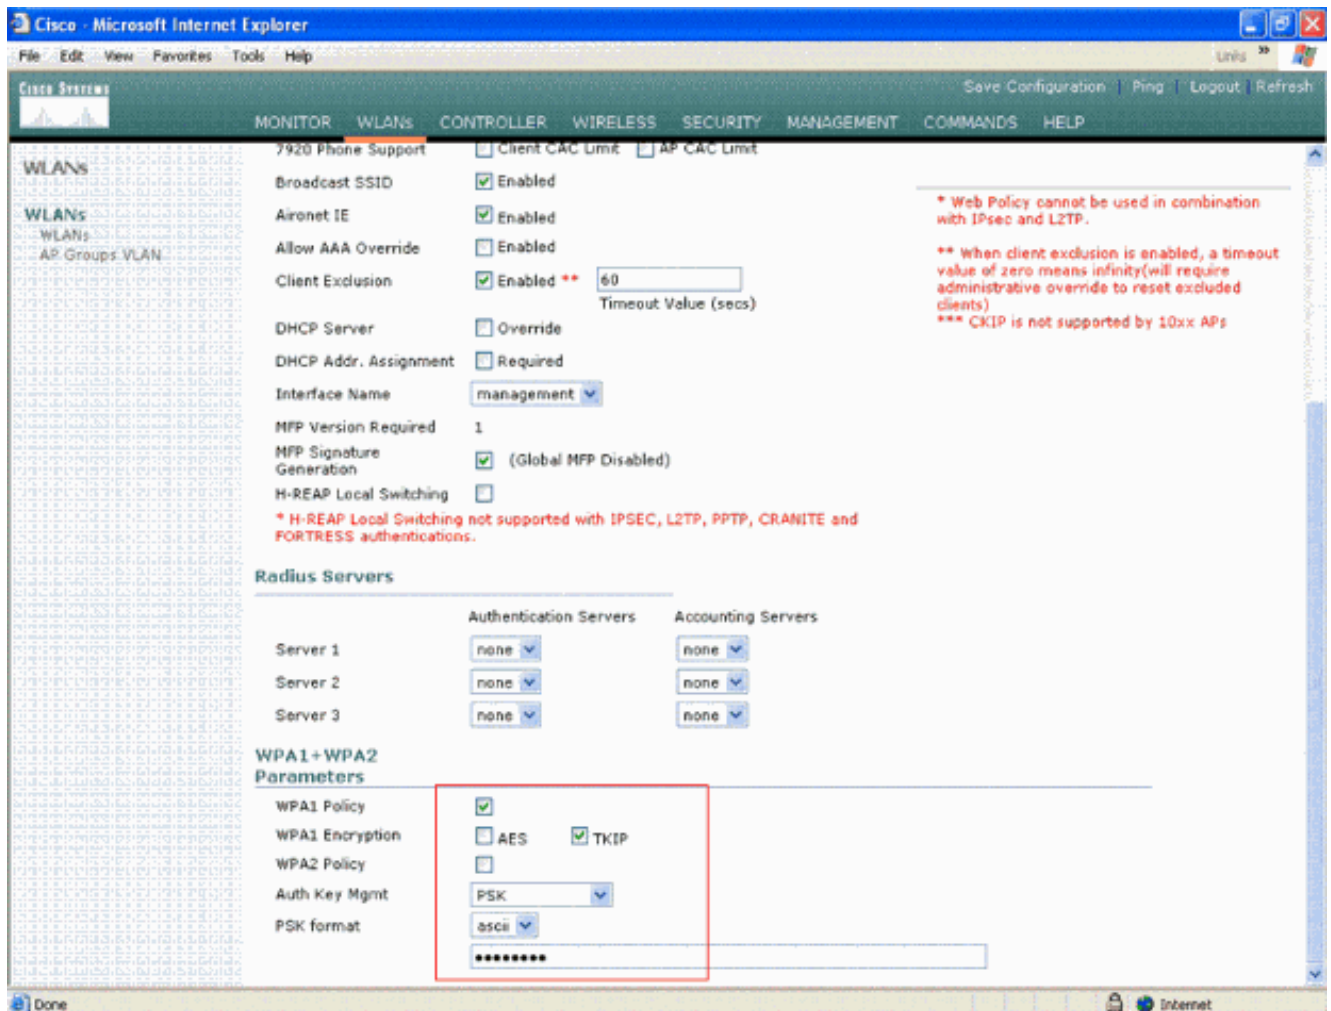 Cisco - Microsoft Internet Explorer
File Edit View Favorites Tools Help
Links »
CISCO SYSTEMS
Save Configuration | Ping | Logout | Refresh
MONITOR WLANs CONTROLLER WIRELESS SECURITY MANAGEMENT COMMANDS HELP
WLANs
WLANs
WLANs
AP Groups VLAN
7920 Phone Support Client CAC Limit AP CAC Limit
Broadcast SSID Enabled
Aironet IE Enabled
Allow AAA Override Enabled
Client Exclusion Enabled ** 60
Timeout Value (secs)
DHCP Server Override
DHCP Addr. Assignment Required
Interface Name management
MFP Version Required 1
MFP Signature
Generation (Global MFP Disabled)
H-REAP Local Switching
* H-REAP Local Switching not supported with IPSEC, L2TP, PPTP, CRANITE and
FORTRESS authentications.
* Web Policy cannot be used in combination
with IPsec and L2TP.
** When client exclusion is enabled, a timeout
value of zero means infinity(will require
administrative override to reset excluded
clients)
*** CKIP is not supported by 10xx APs
Radius Servers
Authentication Servers Accounting Servers
Server 1 none none
Server 2 none none
Server 3 none none
WPA1+WPA2
Parameters
WPA1 Policy
WPA1 Encryption AES TKIP
WPA2 Policy
Auth Key Mgmt PSK
PSK format ascii
••••••••
Done
Internet